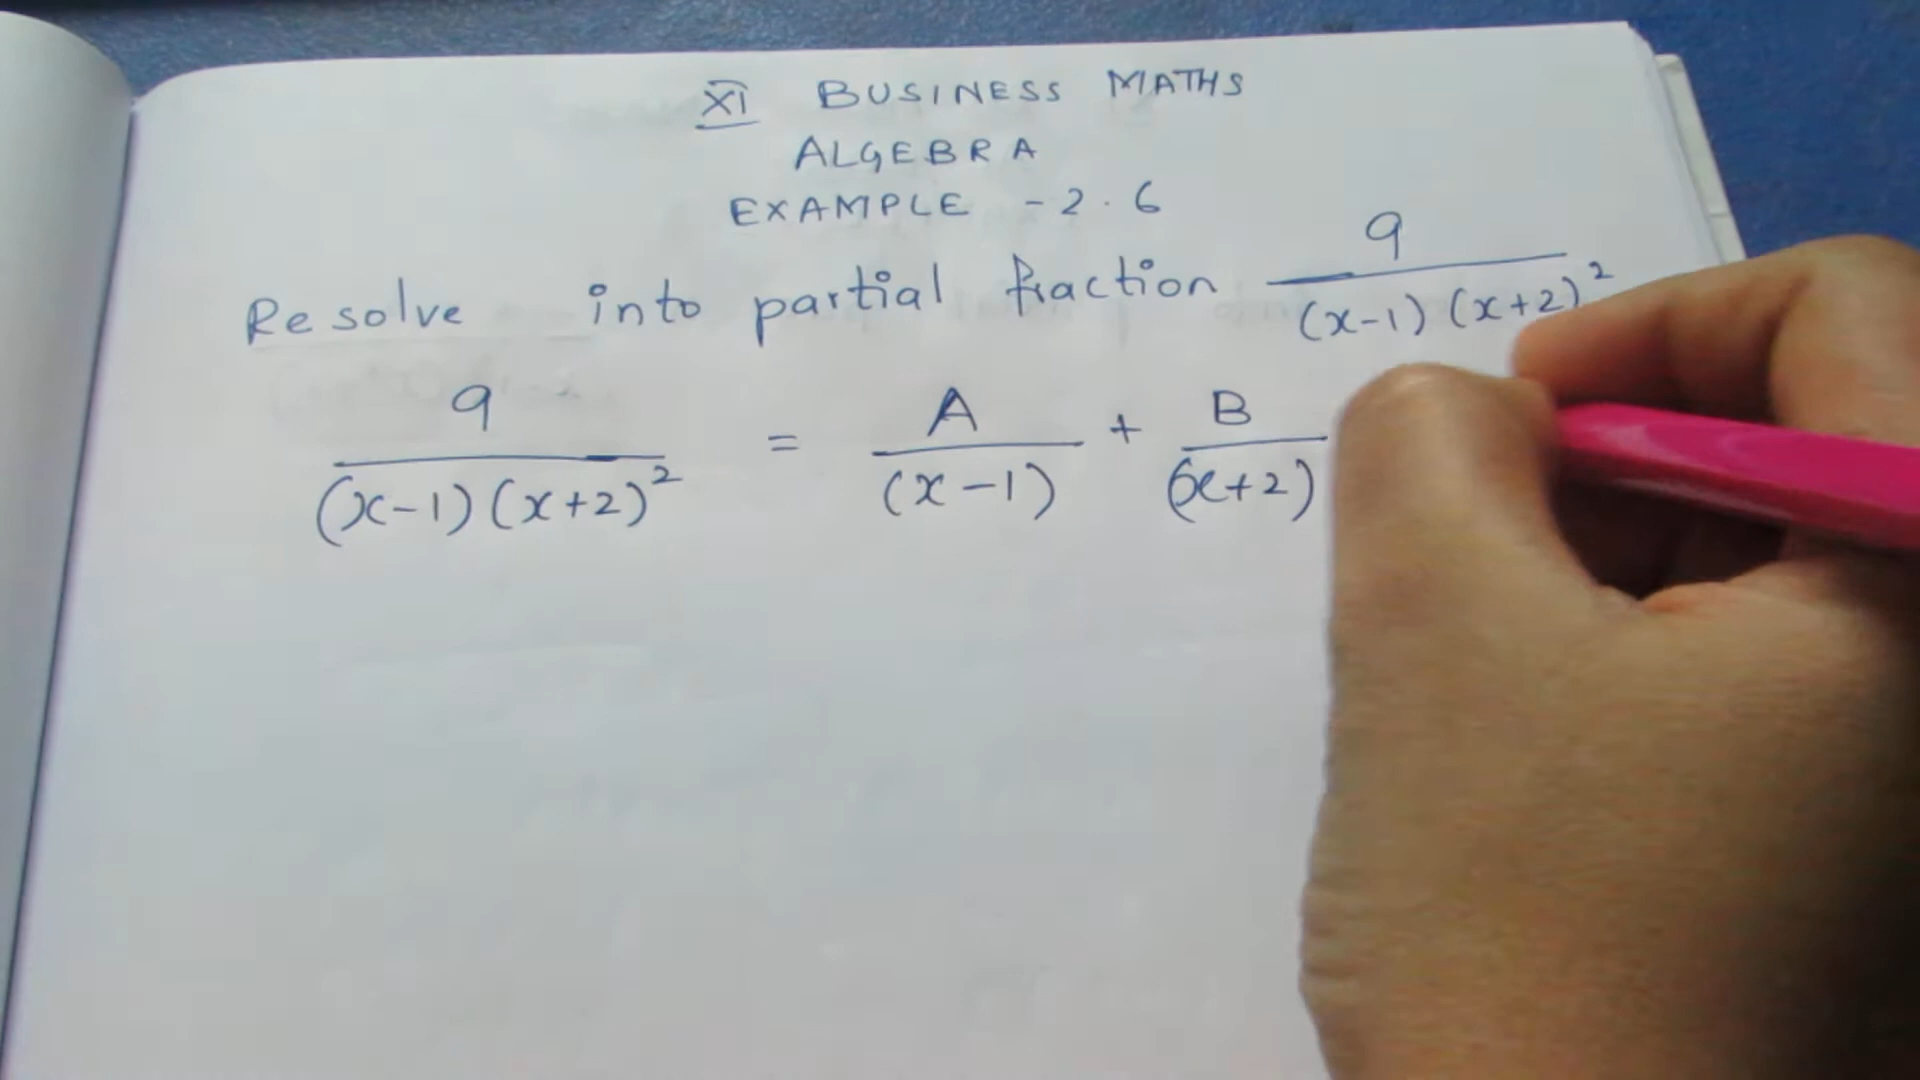 XI BUSINESS MATHS
ALGEBRA
EXAMPLE - 2.6
Resolve into partial fraction 9/(x-1)(x+2)²
9/(x-1)(x+2)² = A/(x-1) + B/(x+2)